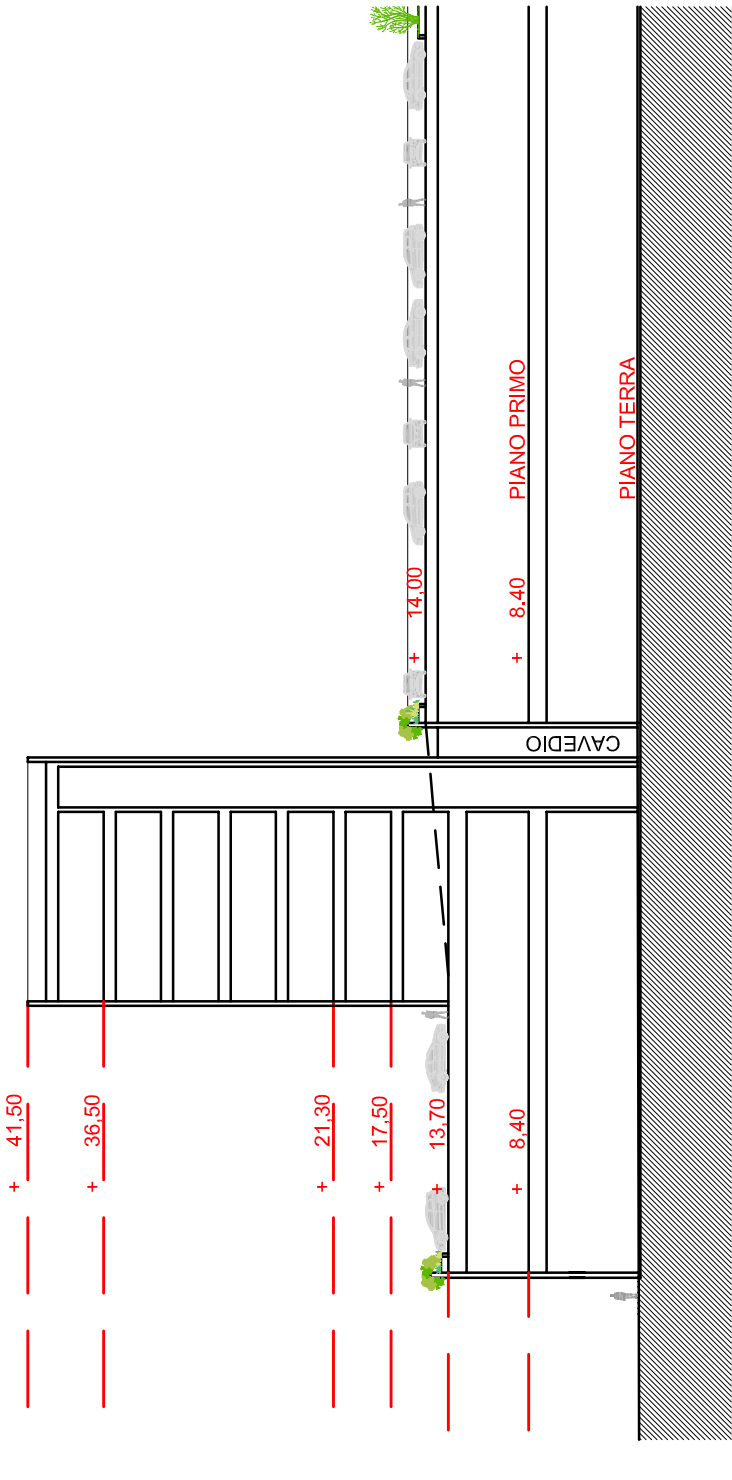 + 41,50
+ 36,50
+ 21,30
+ 17,50
+ 13,70
+ 8,40
CAVEDIO
+ 14,00
+ 8.40
PIANO PRIMO
PIANO TERRA